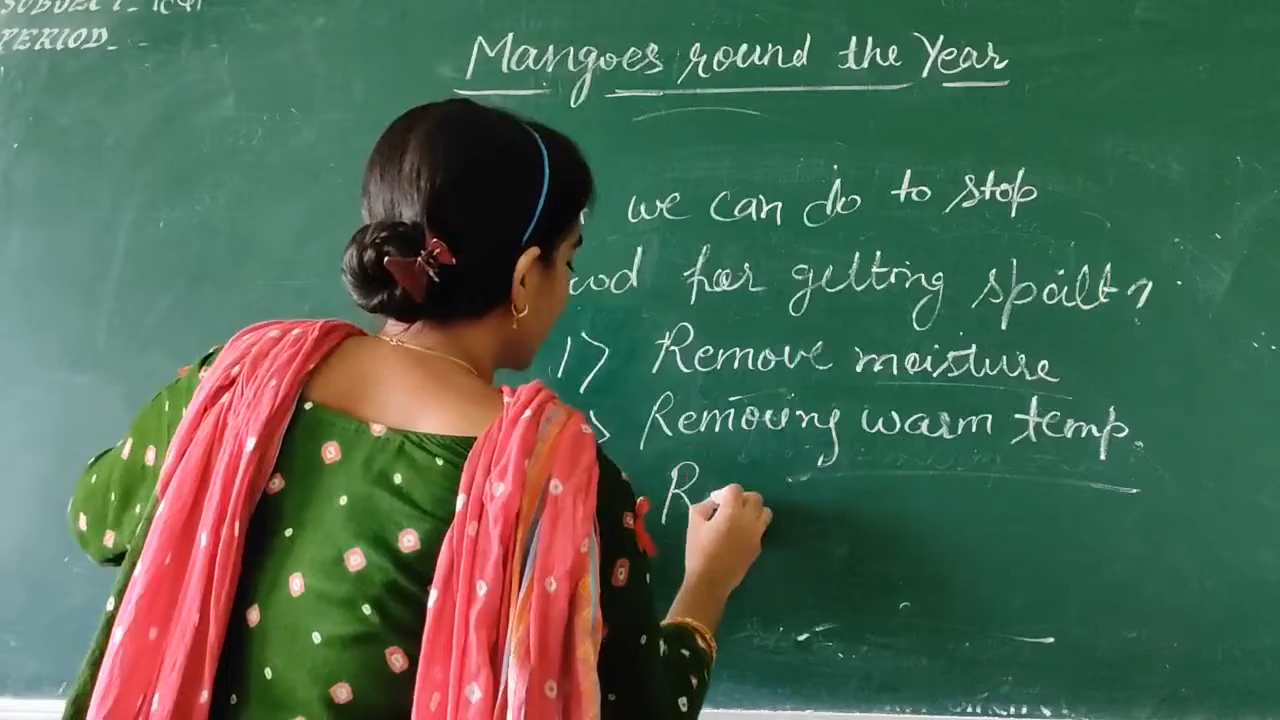 SUBJECT-
PERIOD-
Mangoes round the Year
we can do to stop
for getting spoilt?
1> Remove moisture
> Removing warm temp.
R